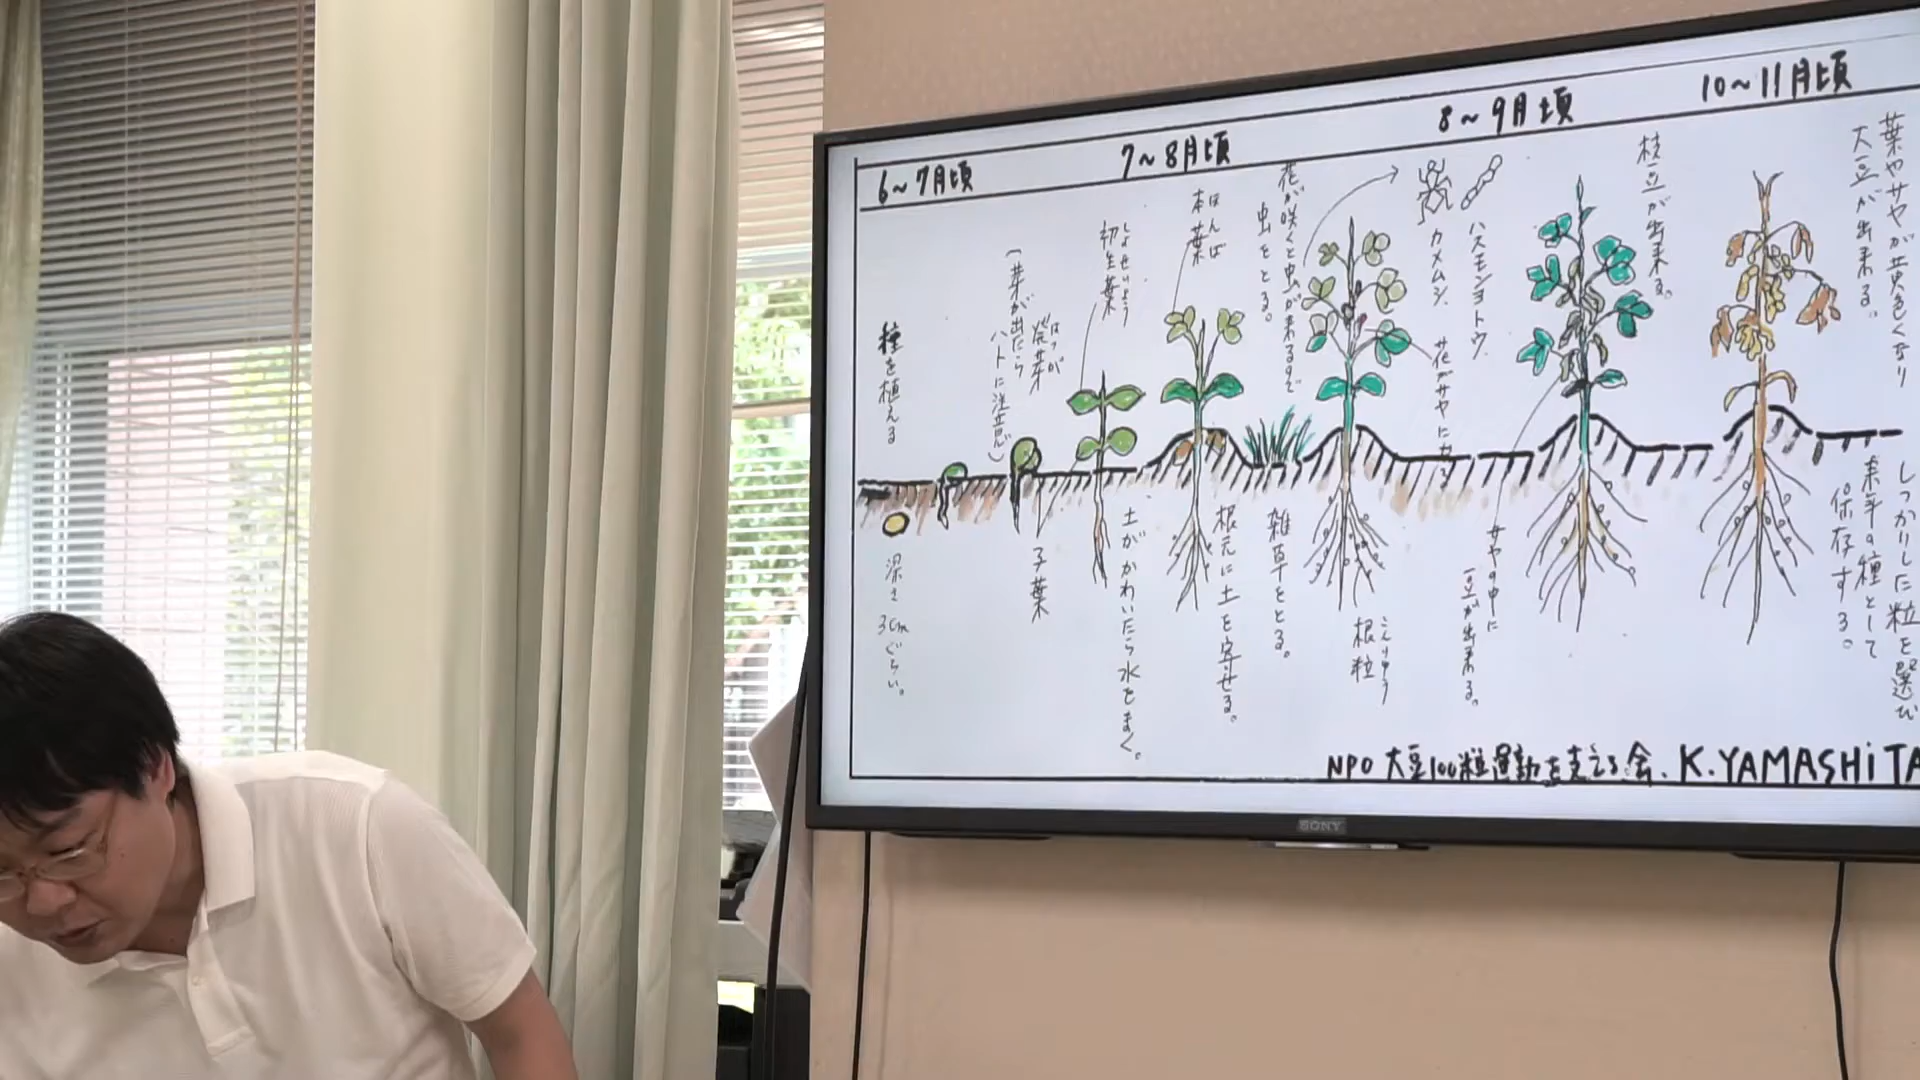 6～7月頃
7～8月頃
8～9月頃
10～11月頃
種を植える
深さ 3cmぐらい。
はつが
発芽
(芽が出たら
ハトに注意)
子葉
しょせいよう
初生葉
土がかわいたら水をまく。
ほんば
本葉
根元に土を寄せる。
雑草をとる。
花が咲くと虫が来るので
虫をとる。
カメムシ、
ハスモンヨトウ、
花がサヤになる
こんりゅう
根粒
サヤの中に
豆が出来る。
枝豆が出来る。
葉やサヤが黄色くなり
大豆が出来る。
しっかりした粒を選び
来年の種として
保存する。
NPO 大豆100粒運動を支える会. K.YAMASHiTA
SONY